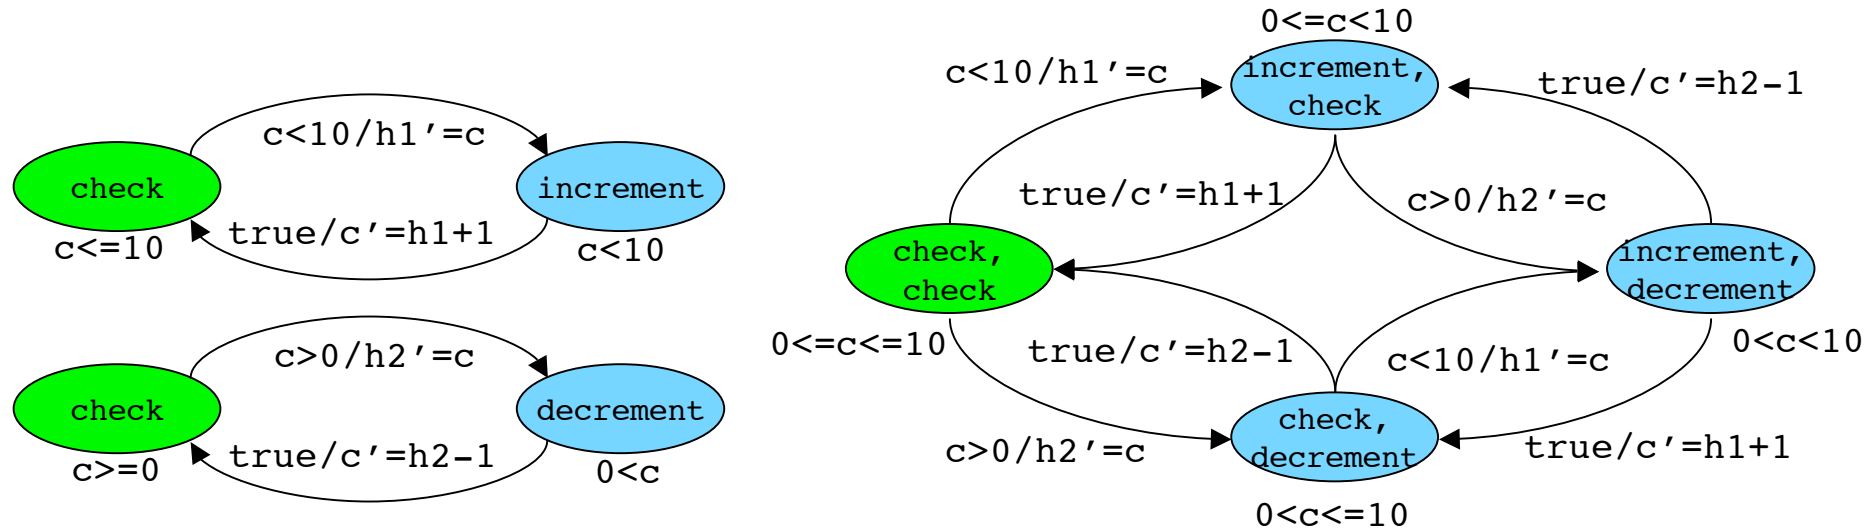 c<10/h1'=c
check
increment
true/c'=h1+1
c<=10
c<10
c>0/h2'=c
check
decrement
true/c'=h2-1
c>=0
0<c
0<=c<10
c<10/h1'=c
increment,
check
true/c'=h2-1
true/c'=h1+1
c>0/h2'=c
check,
check
increment,
decrement
0<=c<=10
true/c'=h2-1
c<10/h1'=c
0<c<10
check,
decrement
c>0/h2'=c
true/c'=h1+1
0<c<=10